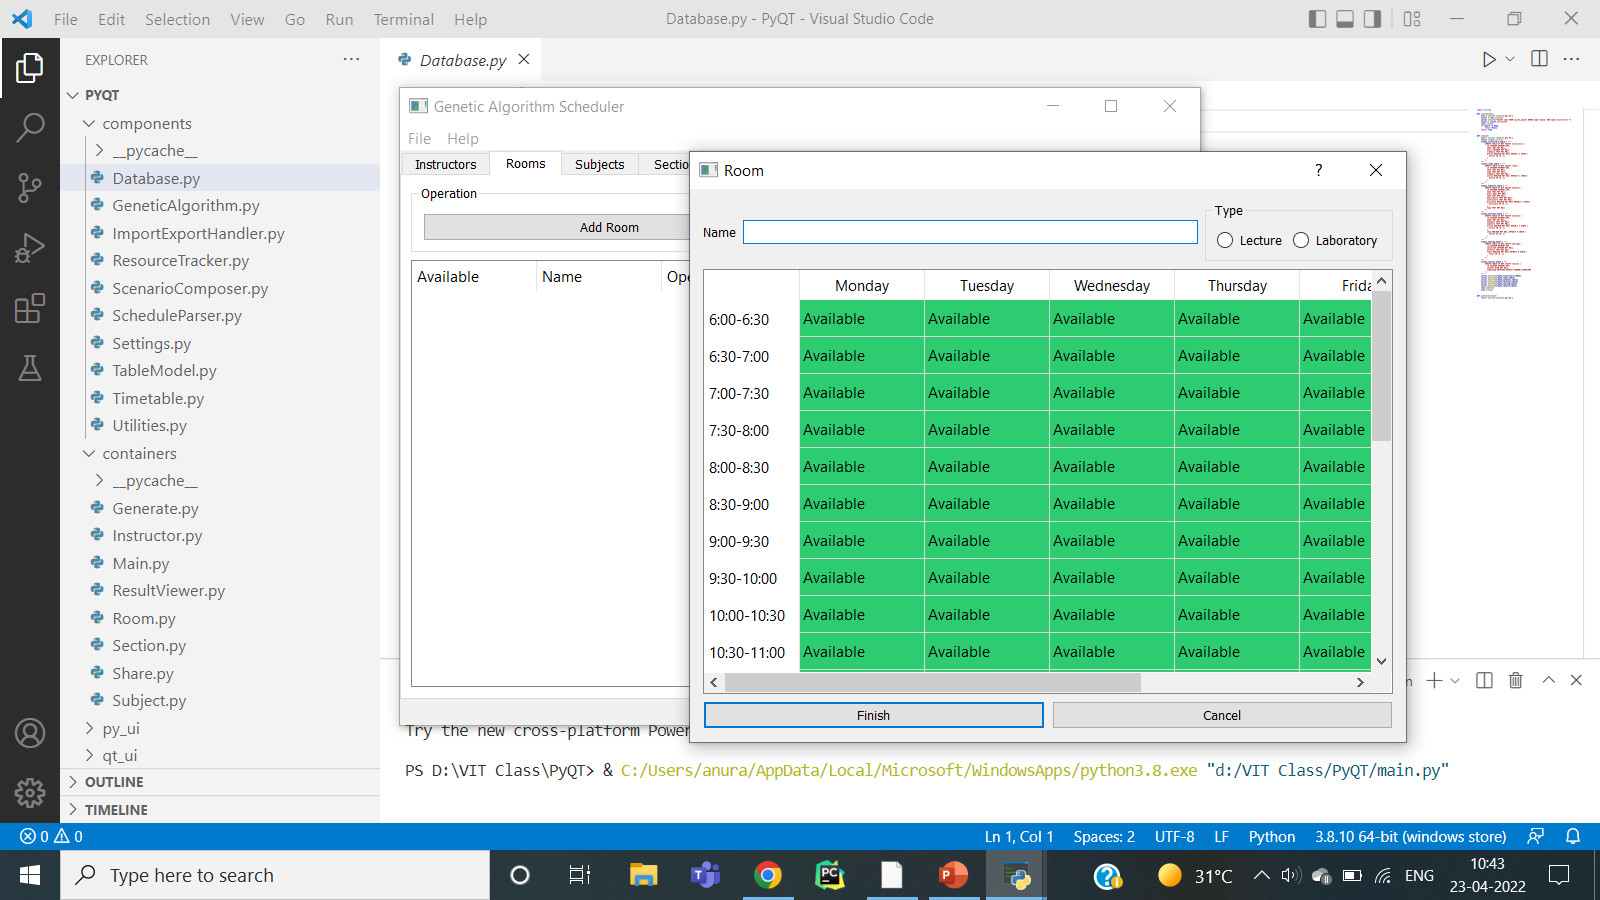 File Edit Selection View Go Run Terminal Help Database.py - PyQT - Visual Studio Code
EXPLORER
PYQT
components
__pycache__
Database.py
GeneticAlgorithm.py
ImportExportHandler.py
ResourceTracker.py
ScenarioComposer.py
ScheduleParser.py
Settings.py
TableModel.py
Timetable.py
Utilities.py
containers
__pycache__
Generate.py
Instructor.py
Main.py
ResultViewer.py
Room.py
Section.py
Share.py
Subject.py
py_ui
qt_ui
OUTLINE
TIMELINE
Database.py
Genetic Algorithm Scheduler
File Help
Instructors Rooms Subjects Sectio
Operation
Add Room
Available Name Ope
Room
?
Name
Type
Lecture Laboratory
Monday Tuesday Wednesday Thursday Frida
6:00-6:30 Available Available Available Available Available
6:30-7:00 Available Available Available Available Available
7:00-7:30 Available Available Available Available Available
7:30-8:00 Available Available Available Available Available
8:00-8:30 Available Available Available Available Available
8:30-9:00 Available Available Available Available Available
9:00-9:30 Available Available Available Available Available
9:30-10:00 Available Available Available Available Available
10:00-10:30 Available Available Available Available Available
10:30-11:00 Available Available Available Available Available
Finish Cancel
n
Try the new cross-platform Power
PS D:\VIT Class\PyQT> & C:/Users/anura/AppData/Local/Microsoft/WindowsApps/python3.8.exe "d:/VIT Class/PyQT/main.py"
0 0 Ln 1, Col 1 Spaces: 2 UTF-8 LF Python 3.8.10 64-bit (windows store)
Type here to search
31°C ENG
10:43
23-04-2022